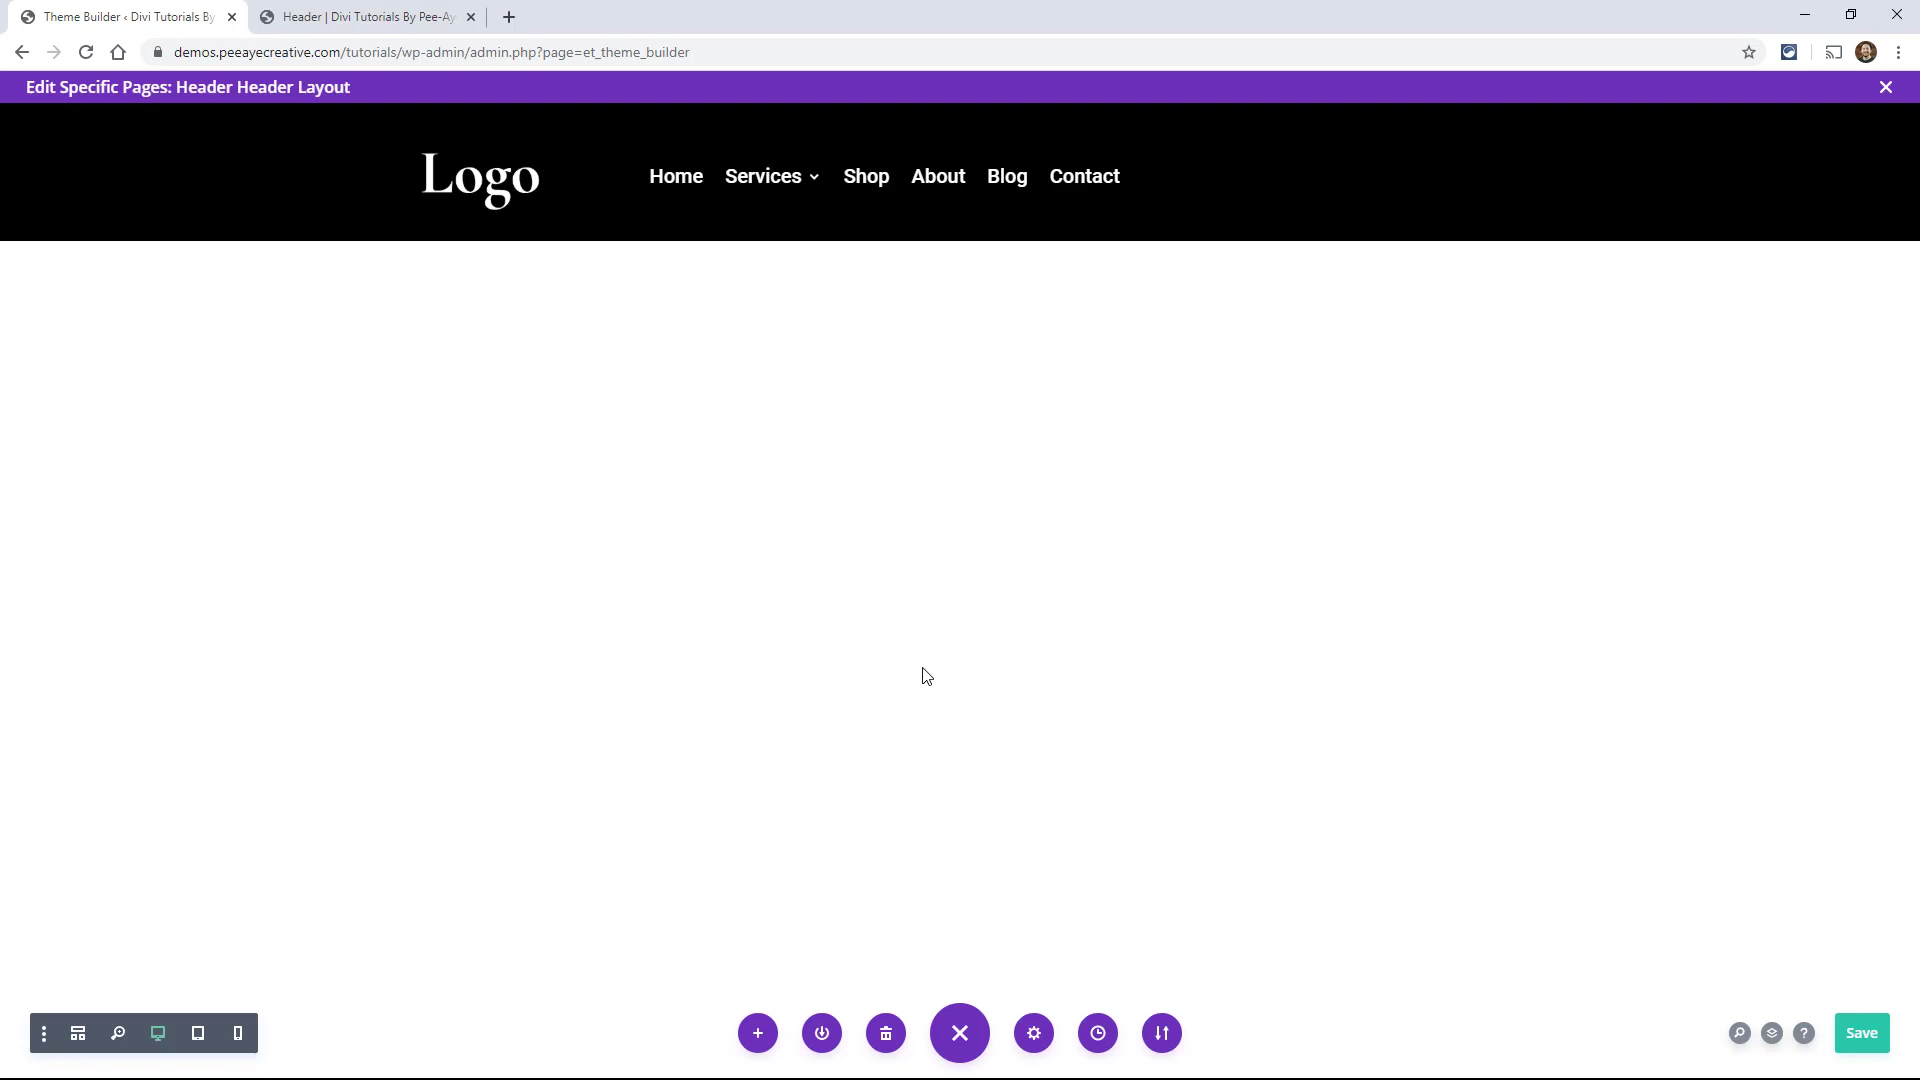 Theme Builder ‹ Divi Tutorials By
Header | Divi Tutorials By Pee-Ay
demos.peeayecreative.com/tutorials/wp-admin/admin.php?page=et_theme_builder
Edit Specific Pages: Header Header Layout
Logo Home Services Shop About Blog Contact
Save